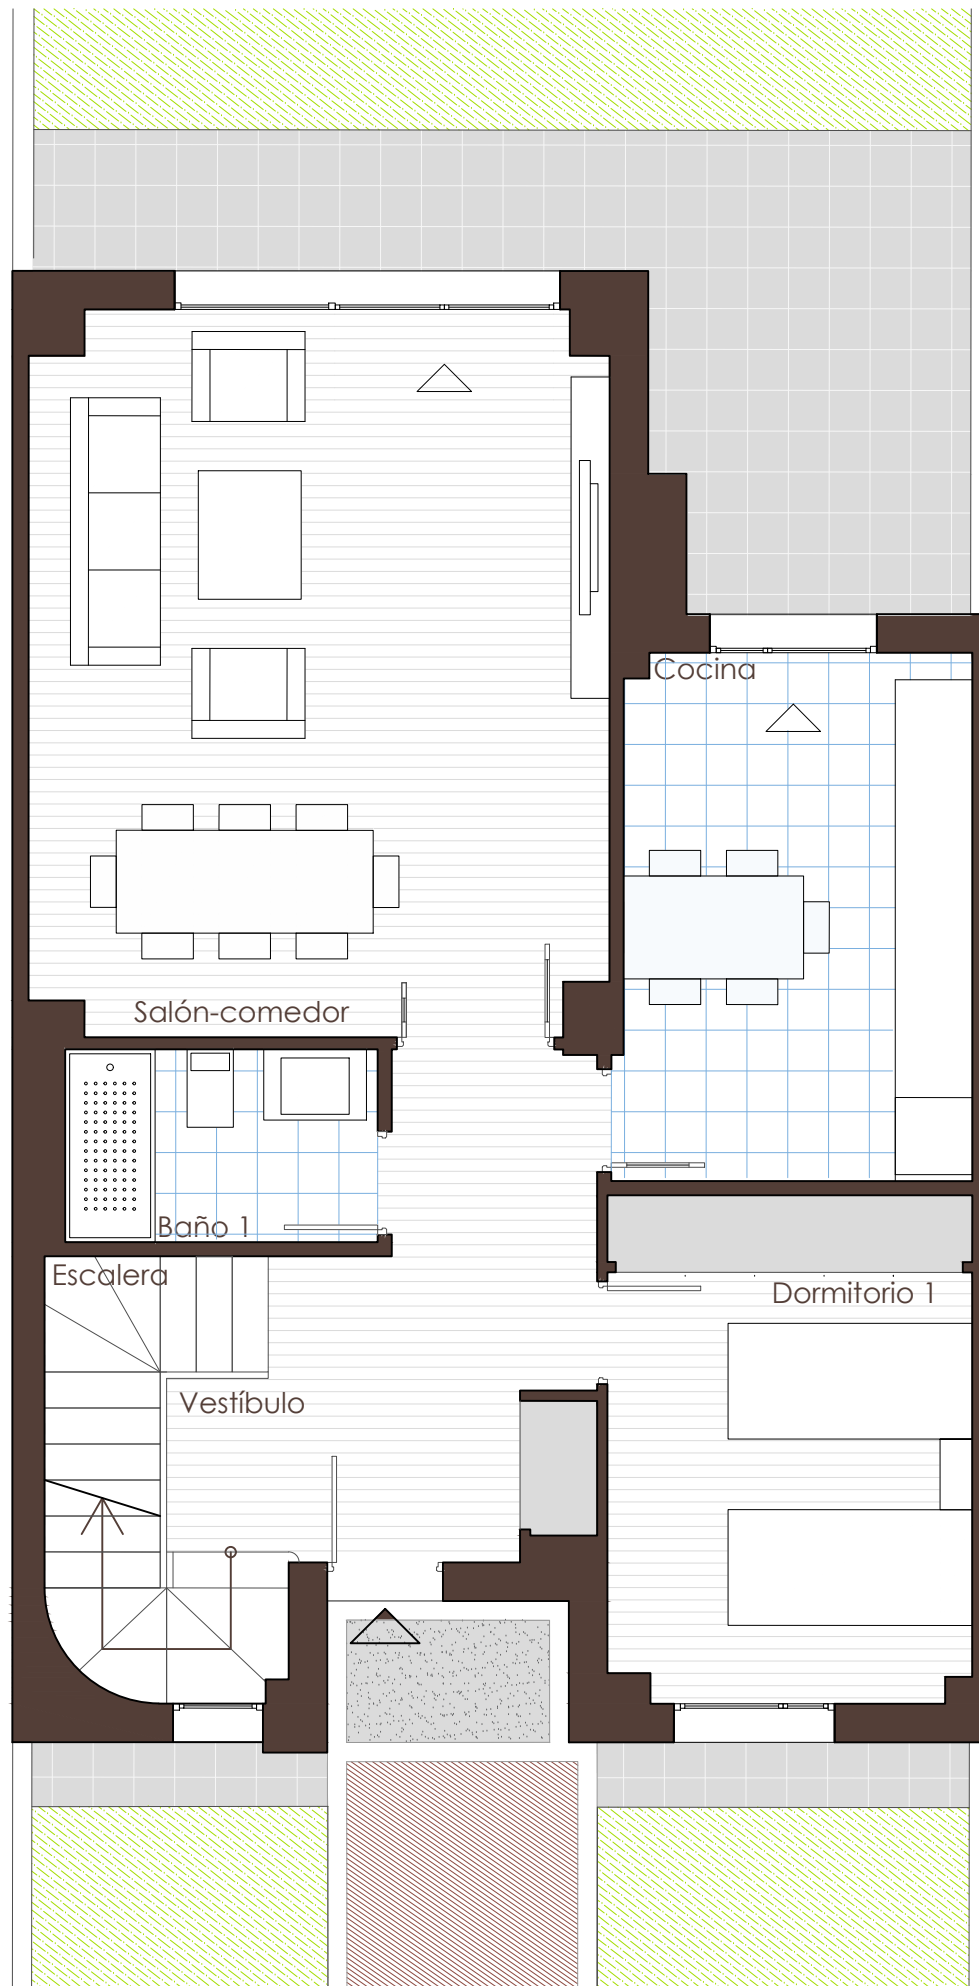 Cocina
Salón-comedor
Baño 1
Escalera
Dormitorio 1
Vestíbulo